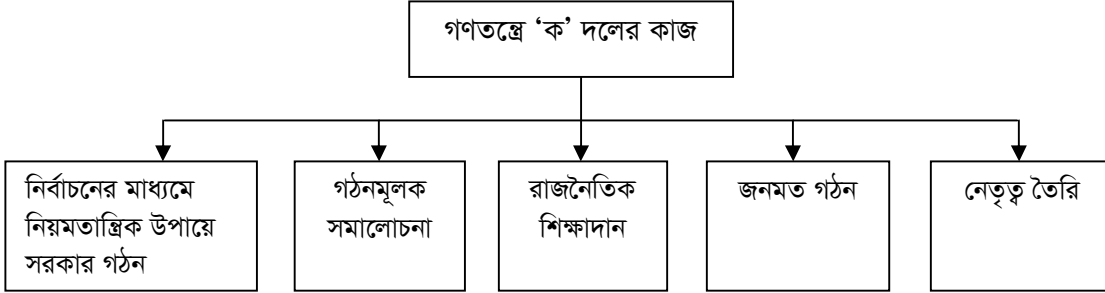 গণতন্ত্রে ‘ক’ দলের কাজ
নির্বাচনের মাধ্যমে
নিয়মতান্ত্রিক উপায়ে
সরকার গঠন
গঠনমূলক
সমালোচনা
রাজনৈতিক
শিক্ষাদান
জনমত গঠন
নেতৃত্ব তৈরি